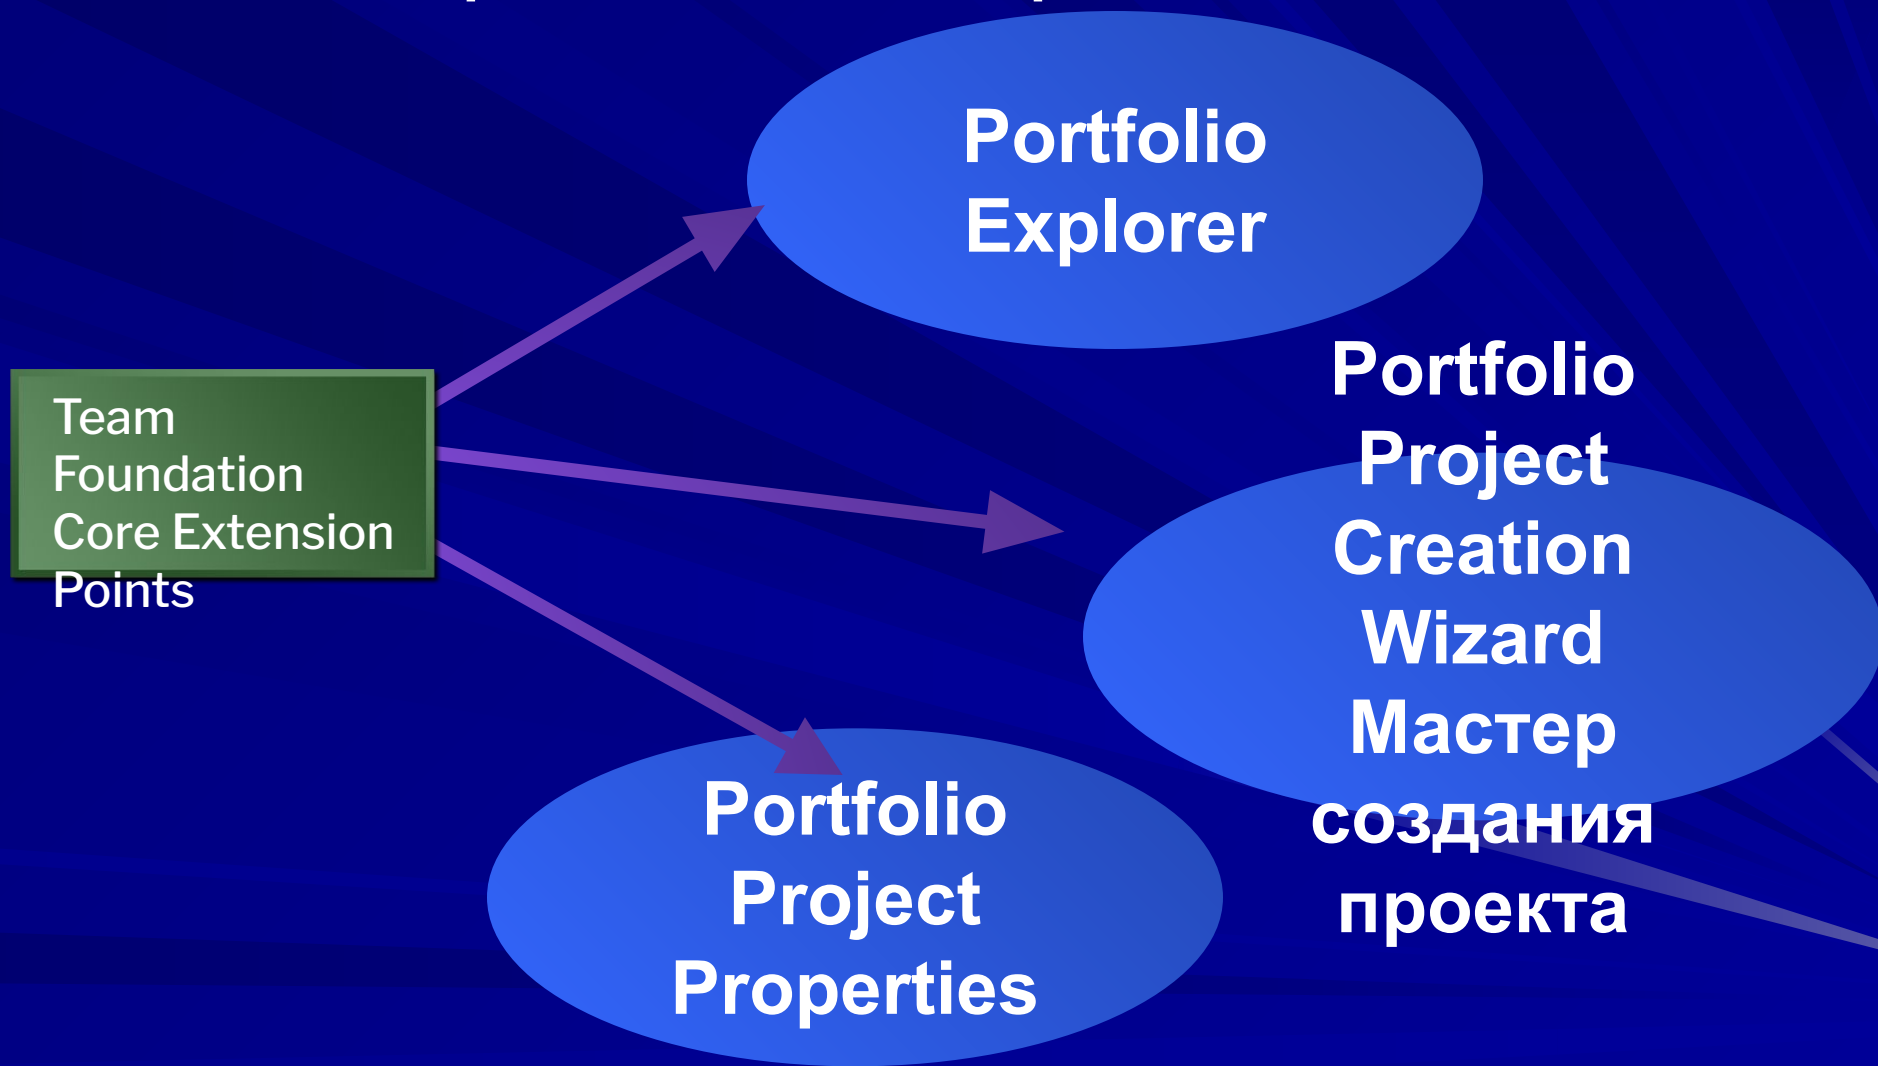 Portfolio
Explorer
Team
Foundation
Core Extension
Points
Portfolio
Project
Creation
Wizard
Мастер
создания
проекта
Portfolio
Project
Properties